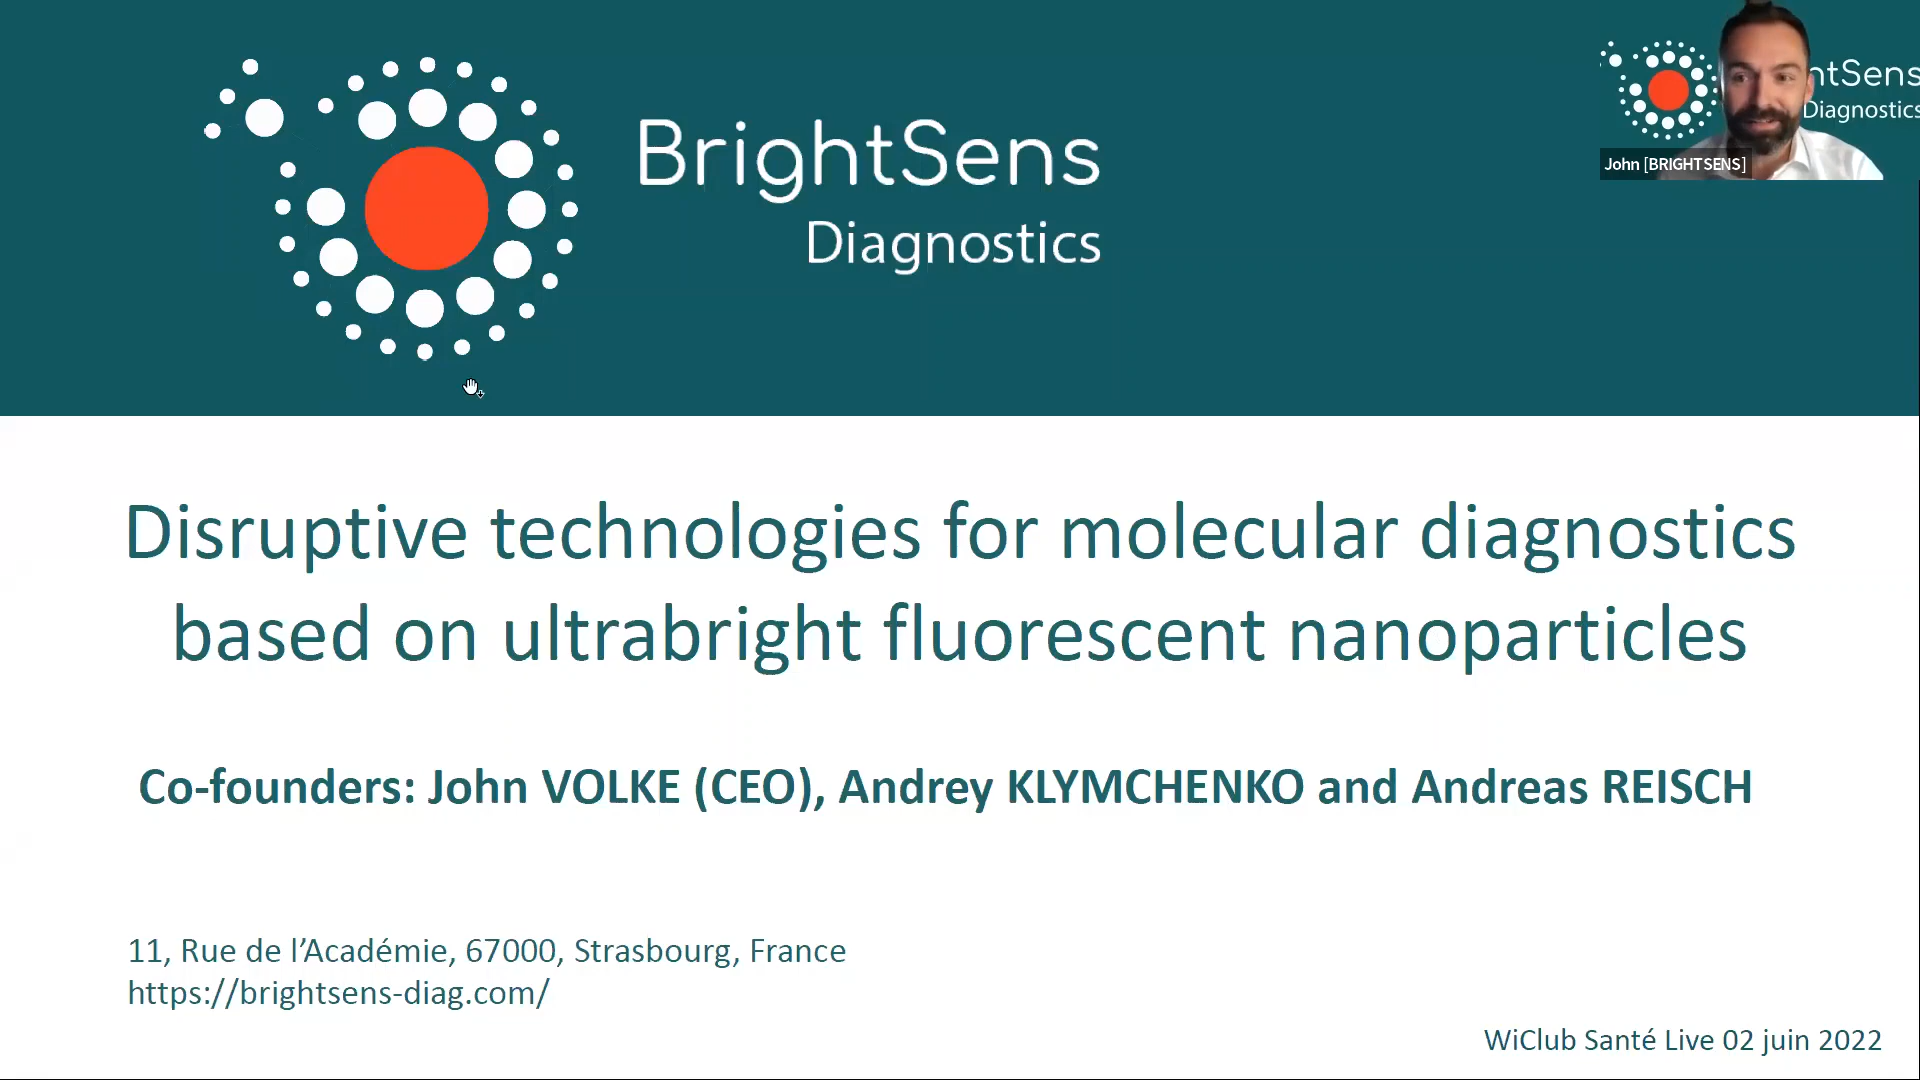 BrightSens
Diagnostics
ntSens
Diagnostics
John [BRIGHTSENS]
Disruptive technologies for molecular diagnostics
based on ultrabright fluorescent nanoparticles
Co-founders: John VOLKE (CEO), Andrey KLYMCHENKO and Andreas REISCH
11, Rue de l’Académie, 67000, Strasbourg, France
https://brightsens-diag.com/
WiClub Santé Live 02 juin 2022